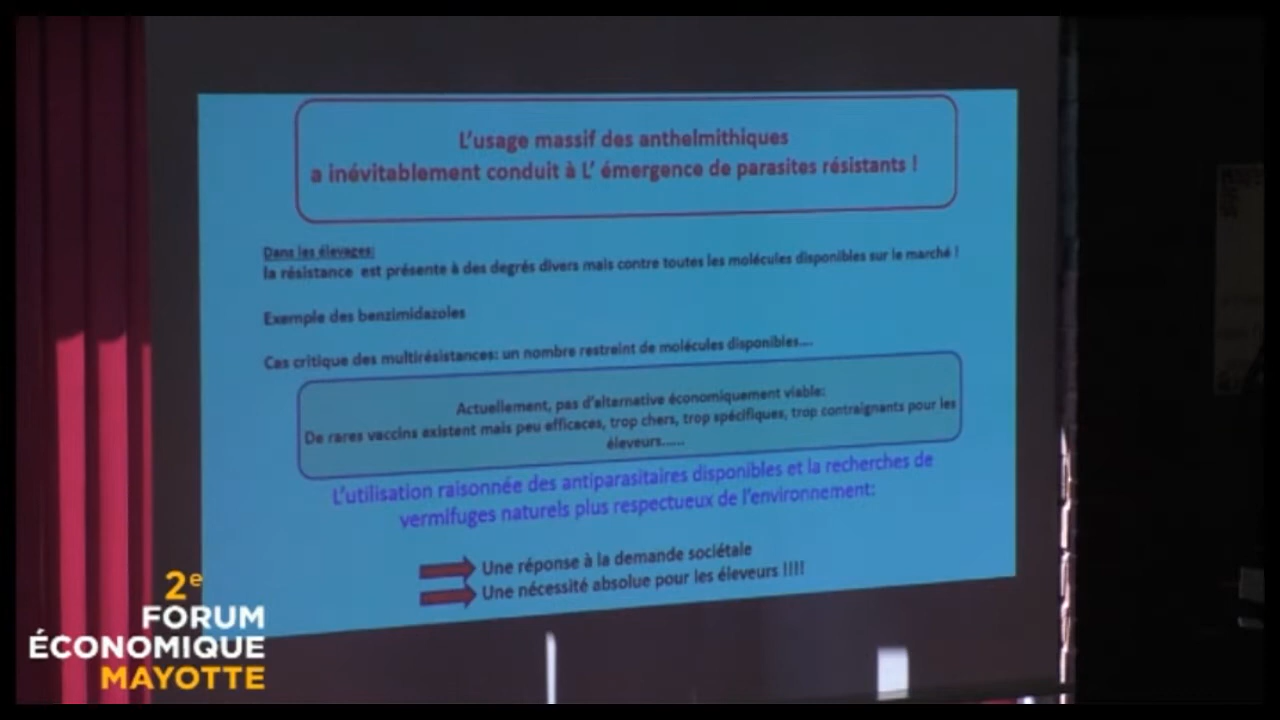 L'usage massif des anthelmithiques
a inévitablement conduit à L' émergence de parasites résistants !
Dans les élevages:
la résistance est présente à des degrés divers mais contre toutes les molécules disponibles sur le marché !
Exemple des benzimidazoles
Cas critique des multirésistances: un nombre restreint de molécules disponibles....
Actuellement, pas d'alternative économiquement viable:
De rares vaccins existent mais peu efficaces, trop chers, trop spécifiques, trop contraignants pour les
éleveurs......
L'utilisation raisonnée des antiparasitaires disponibles et la recherches de
vermifuges naturels plus respectueux de l'environnement:
Une réponse à la demande sociétale
Une nécessité absolue pour les éleveurs !!!!
2e
FORUM
ÉCONOMIQUE
MAYOTTE